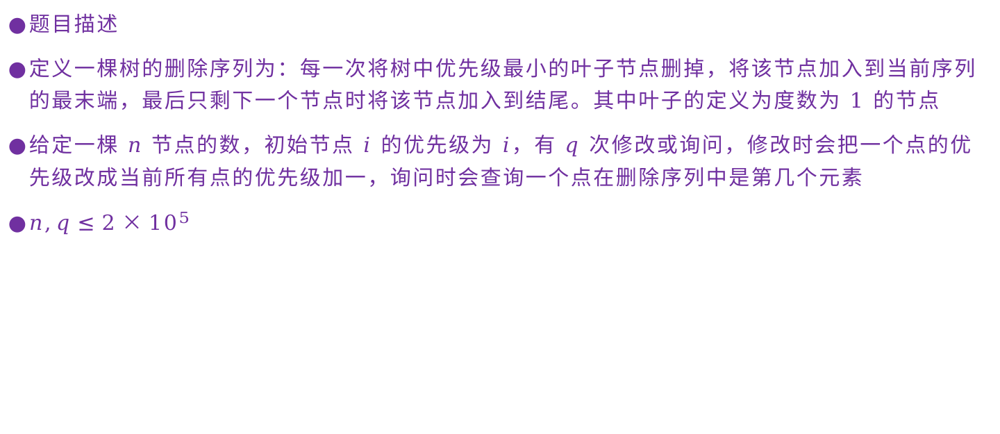 ●题目描述
●定义一棵树的删除序列为：每一次将树中优先级最小的叶子节点删掉，将该节点加入到当前序列
的最末端，最后只剩下一个节点时将该节点加入到结尾。其中叶子的定义为度数为 1 的节点
●给定一棵 n 节点的数，初始节点 i 的优先级为 i，有 q 次修改或询问，修改时会把一个点的优
先级改成当前所有点的优先级加一，询问时会查询一个点在删除序列中是第几个元素
●n, q ≤ 2 × 10⁵